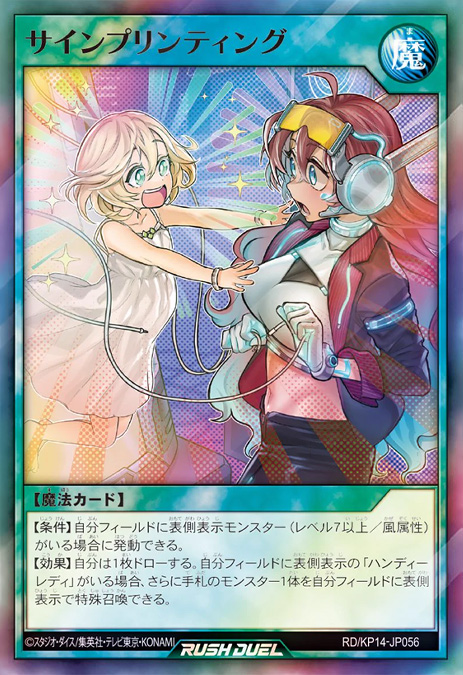 サインプリンティング
ま
魔
【魔法カード】
【条件】自分フィールドに表側表示モンスター（レベル7以上／風属性）
がいる場合に発動できる。
【効果】自分は1枚ドローする。自分フィールドに表側表示の「ハンディー
レディ」がいる場合、さらに手札のモンスター1体を自分フィールドに表側
表示で特殊召喚できる。
©スタジオ・ダイス/集英社・テレビ東京・KONAMI
RUSH DUEL
RD/KP14-JP056